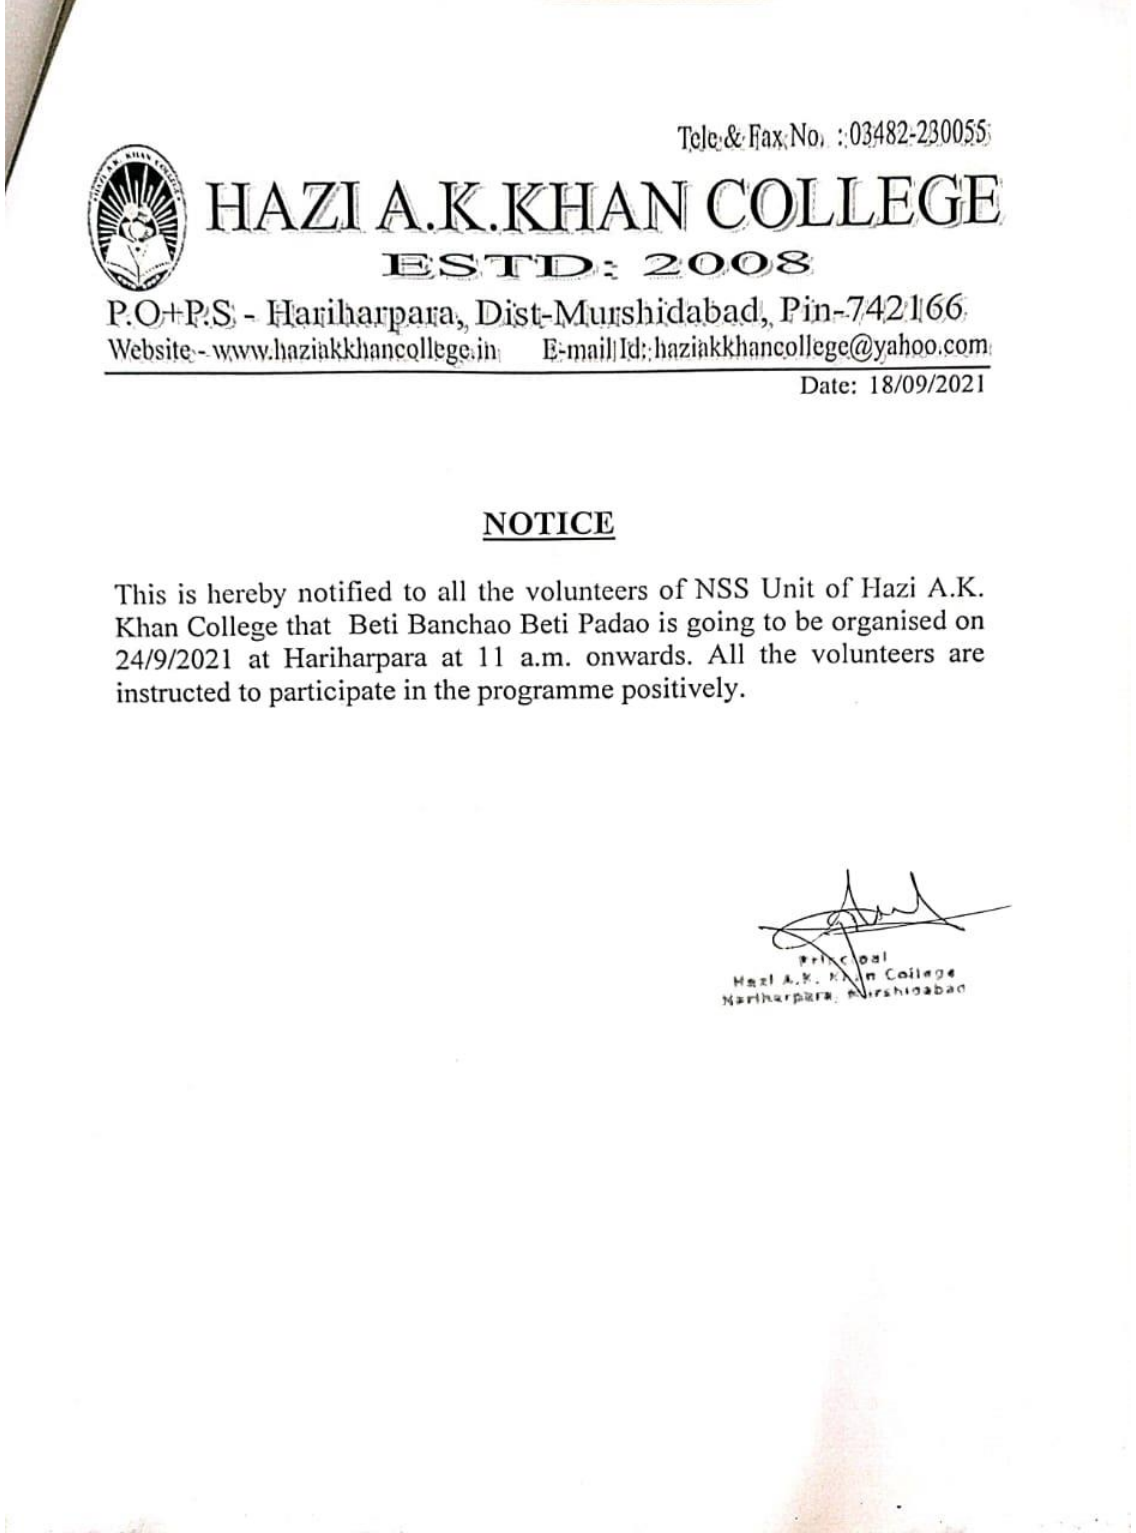 Tele & Fax No. : 03482-230055
HAZI A.K. KHAN COLLEGE
HAZI A.K.KHAN COLLEGE
ESTD: 2008
P.O+P.S - Hariharpara, Dist-Murshidabad, Pin-742166
Website - www.haziakkhancollege.in E-mail Id: haziakkhancollege@yahoo.com
Date: 18/09/2021
NOTICE
This is hereby notified to all the volunteers of NSS Unit of Hazi A.K.
Khan College that Beti Banchao Beti Padao is going to be organised on
24/9/2021 at Hariharpara at 11 a.m. onwards. All the volunteers are
instructed to participate in the programme positively.
Principal
Hazi A.K. Khan College
Hariharpara, Murshidabad